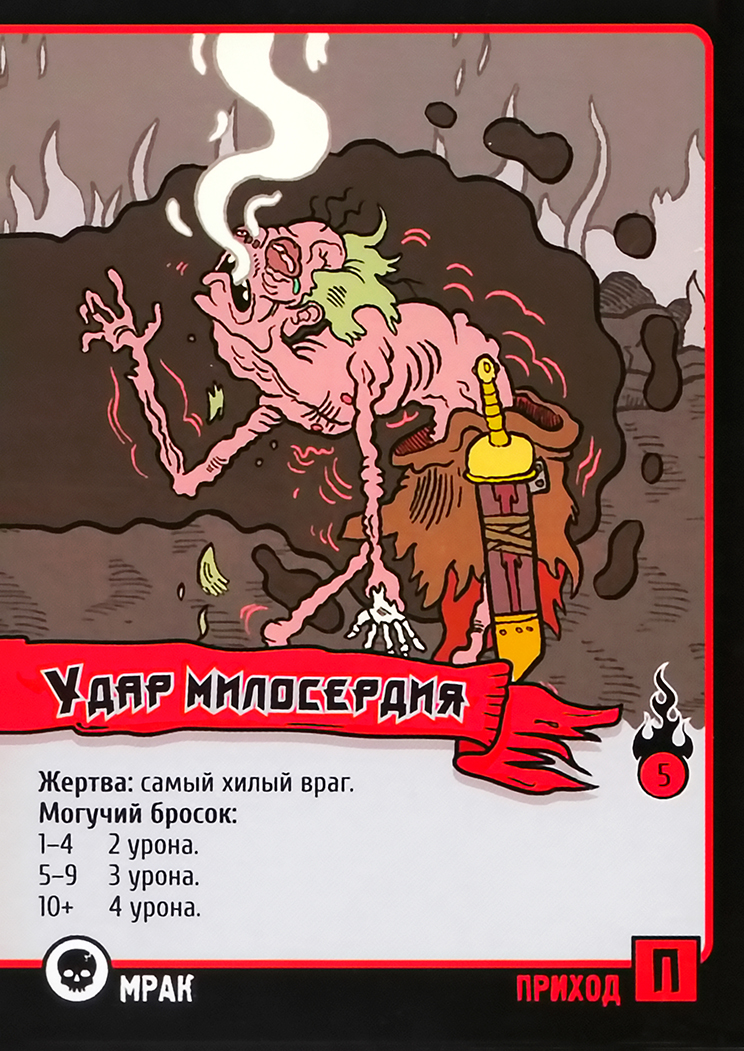 Удар милосердия
5
Жертва: самый хилый враг.
Могучий бросок:
1–4 2 урона.
5–9 3 урона.
10+ 4 урона.
МРАК
ПРИХОД
П